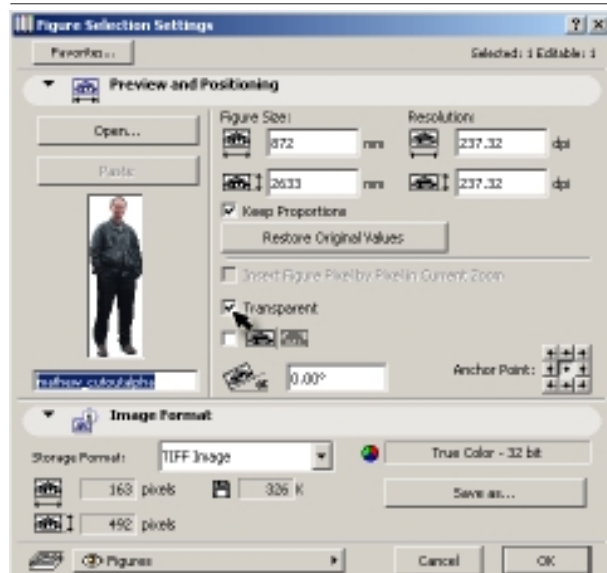 Figure Selection Settings
Favorites...
Selected: 1 Editable: 1
Preview and Positioning
Open...
Paste
Figure Size:
Resolution:
872 mm
237.32 dpi
2633 mm
237.32 dpi
Keep Proportions
Restore Original Values
Insert Figure Pixel by Pixel in Current Zoom
Transparent
mathew_cutoutalpha
0.00°
Anchor Point:
Image Format
Storage Format:
TIFF Image
True Color - 32 bit
163 pixels
326 K
Save as...
492 pixels
Figures
Cancel
OK